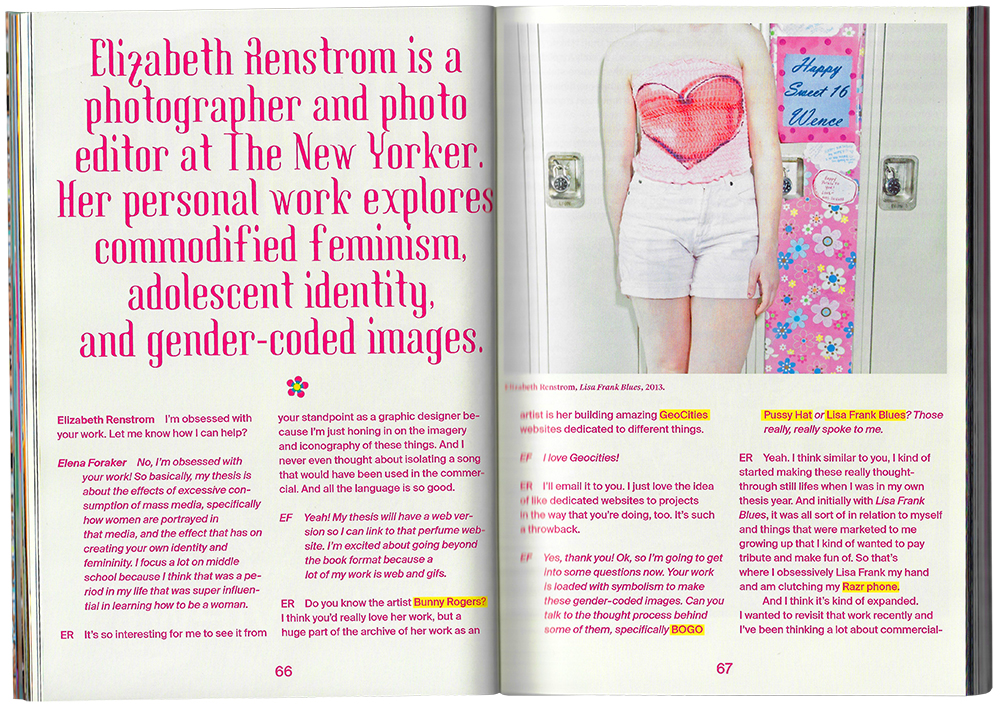 Elizabeth Renstrom is a
photographer and photo
editor at The New Yorker.
Her personal work explores
commodified feminism,
adolescent identity,
and gender-coded images.
Elizabeth Renstrom I'm obsessed with
your work. Let me know how I can help?
Elena Foraker No, I'm obsessed with
your work! So basically, my thesis is
about the effects of excessive con-
sumption of mass media, specifically
how women are portrayed in
that media, and the effect that has on
creating your own identity and
femininity. I focus a lot on middle
school because I think that was a pe-
riod in my life that was super influen-
tial in learning how to be a woman.
ER It's so interesting for me to see it from
your standpoint as a graphic designer be-
cause I'm just honing in on the imagery
and iconography of these things. And I
never even thought about isolating a song
that would have been used in the commer-
cial. And all the language is so good.
EF Yeah! My thesis will have a web ver-
sion so I can link to that perfume web-
site. I'm excited about going beyond
the book format because a
lot of my work is web and gifs.
ER Do you know the artist Bunny Rogers?
I think you'd really love her work, but a
huge part of the archive of her work as an
66
Happy
Sweet 16
Wence
Elizabeth Renstrom, Lisa Frank Blues, 2013.
artist is her building amazing GeoCities
websites dedicated to different things.
EF I love Geocities!
ER I'll email it to you. I just love the idea
of like dedicated websites to projects
in the way that you're doing, too. It's such
a throwback.
EF Yes, thank you! Ok, so I'm going to get
into some questions now. Your work
is loaded with symbolism to make
these gender-coded images. Can you
talk to the thought process behind
some of them, specifically BOGO
Pussy Hat or Lisa Frank Blues? Those
really, really spoke to me.
ER Yeah. I think similar to you, I kind of
started making these really thought-
through still lifes when I was in my own
thesis year. And initially with Lisa Frank
Blues, it was all sort of in relation to myself
and things that were marketed to me
growing up that I kind of wanted to pay
tribute and make fun of. So that's
where I obsessively Lisa Frank my hand
and am clutching my Razr phone.
And I think it's kind of expanded.
I wanted to revisit that work recently and
I've been thinking a lot about commercial-
67